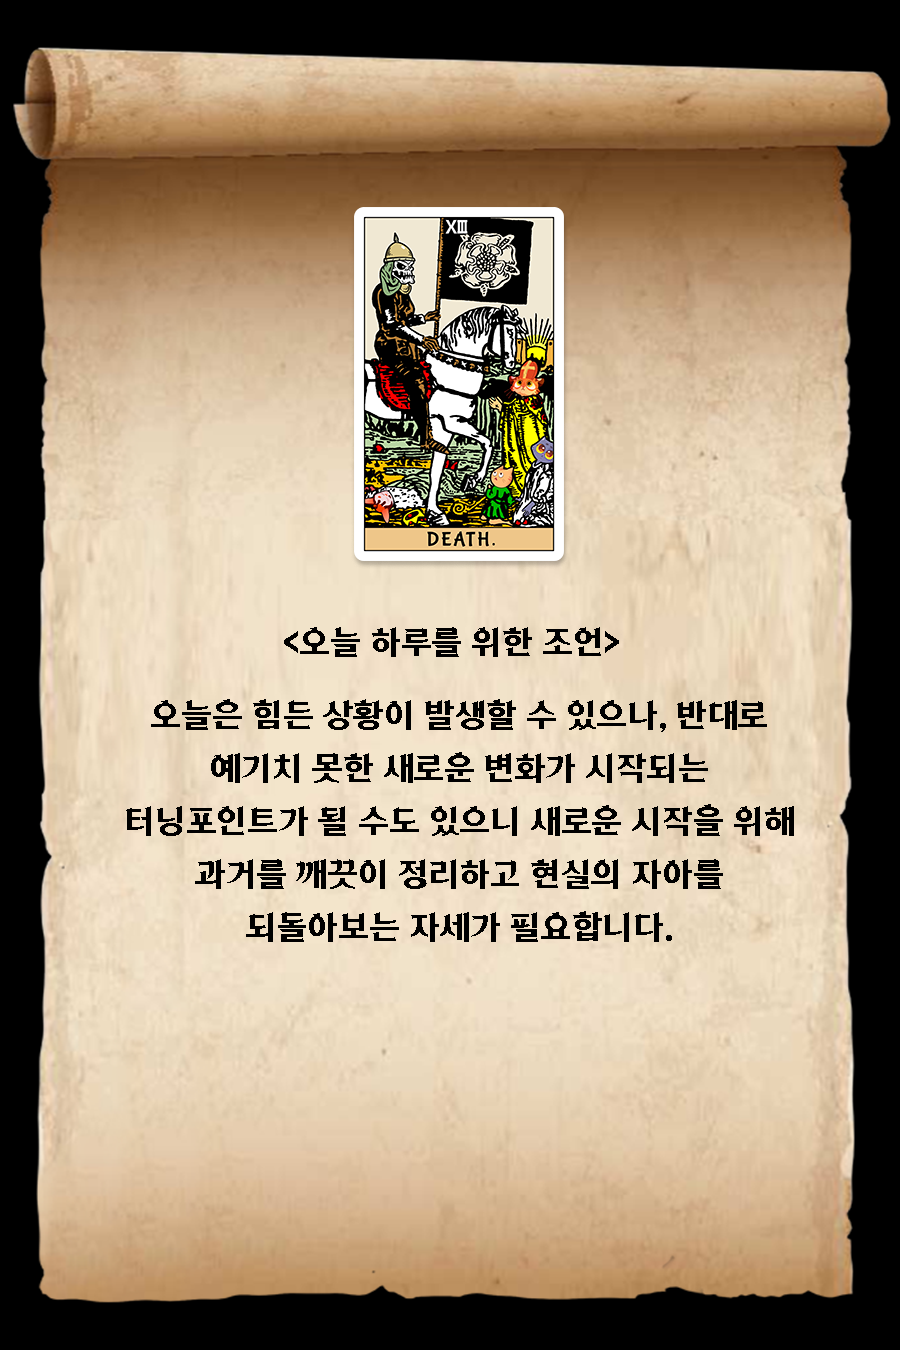 XIII
DEATH.
<오늘 하루를 위한 조언>
오늘은 힘든 상황이 발생할 수 있으나, 반대로
예기치 못한 새로운 변화가 시작되는
터닝포인트가 될 수도 있으니 새로운 시작을 위해
과거를 깨끗이 정리하고 현실의 자아를
되돌아보는 자세가 필요합니다.